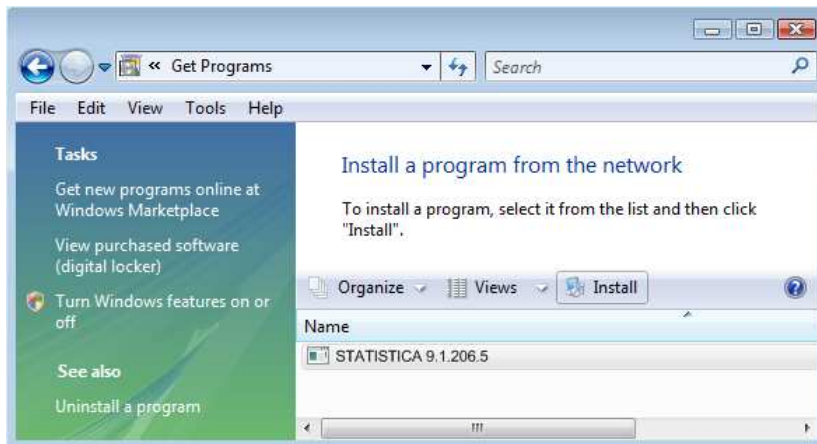 « Get Programs
Search
File Edit View Tools Help
Tasks
Get new programs online at
Windows Marketplace
View purchased software
(digital locker)
Turn Windows features on or
off
See also
Uninstall a program
Install a program from the network
To install a program, select it from the list and then click
"Install".
Organize Views Install
Name
STATISTICA 9.1.206.5